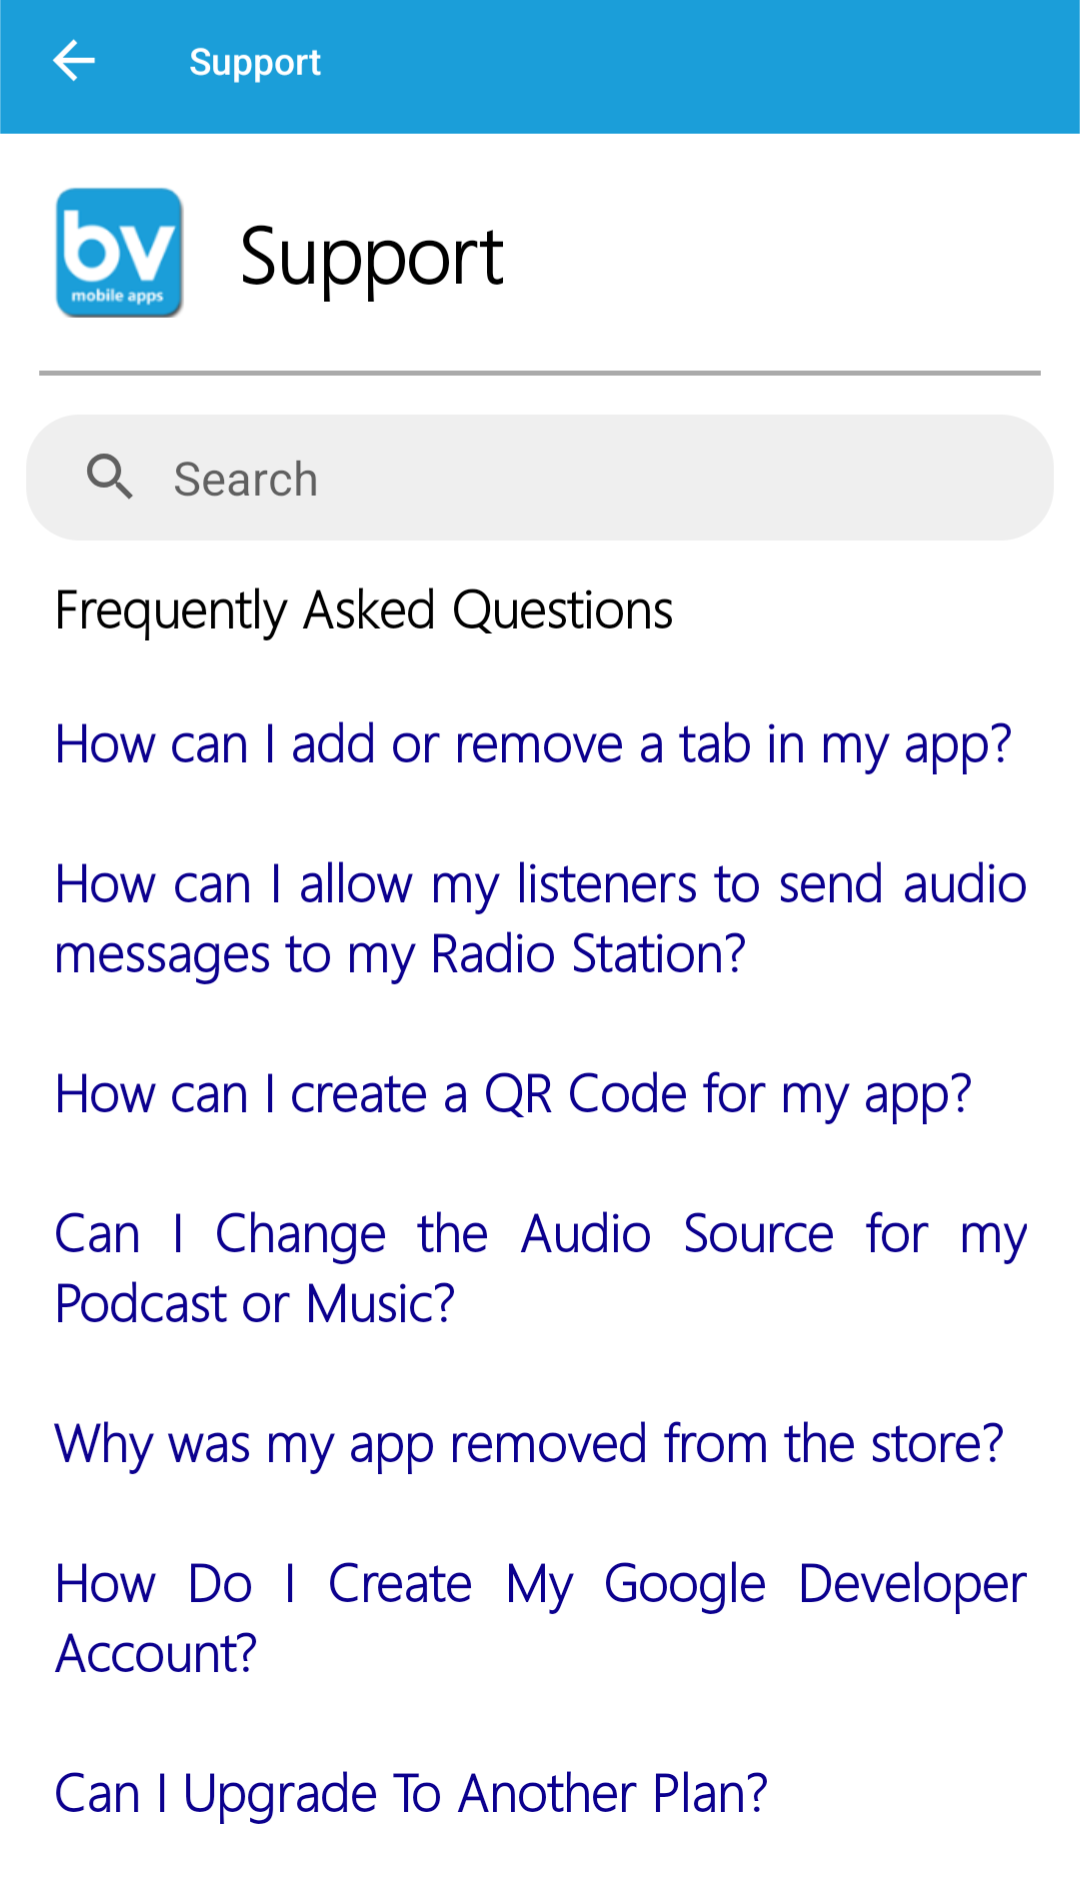 Support
bv
mobile apps
Support
Search
Frequently Asked Questions
How can I add or remove a tab in my app?
How can I allow my listeners to send audio
messages to my Radio Station?
How can I create a QR Code for my app?
Can I Change the Audio Source for my
Podcast or Music?
Why was my app removed from the store?
How Do I Create My Google Developer
Account?
Can I Upgrade To Another Plan?